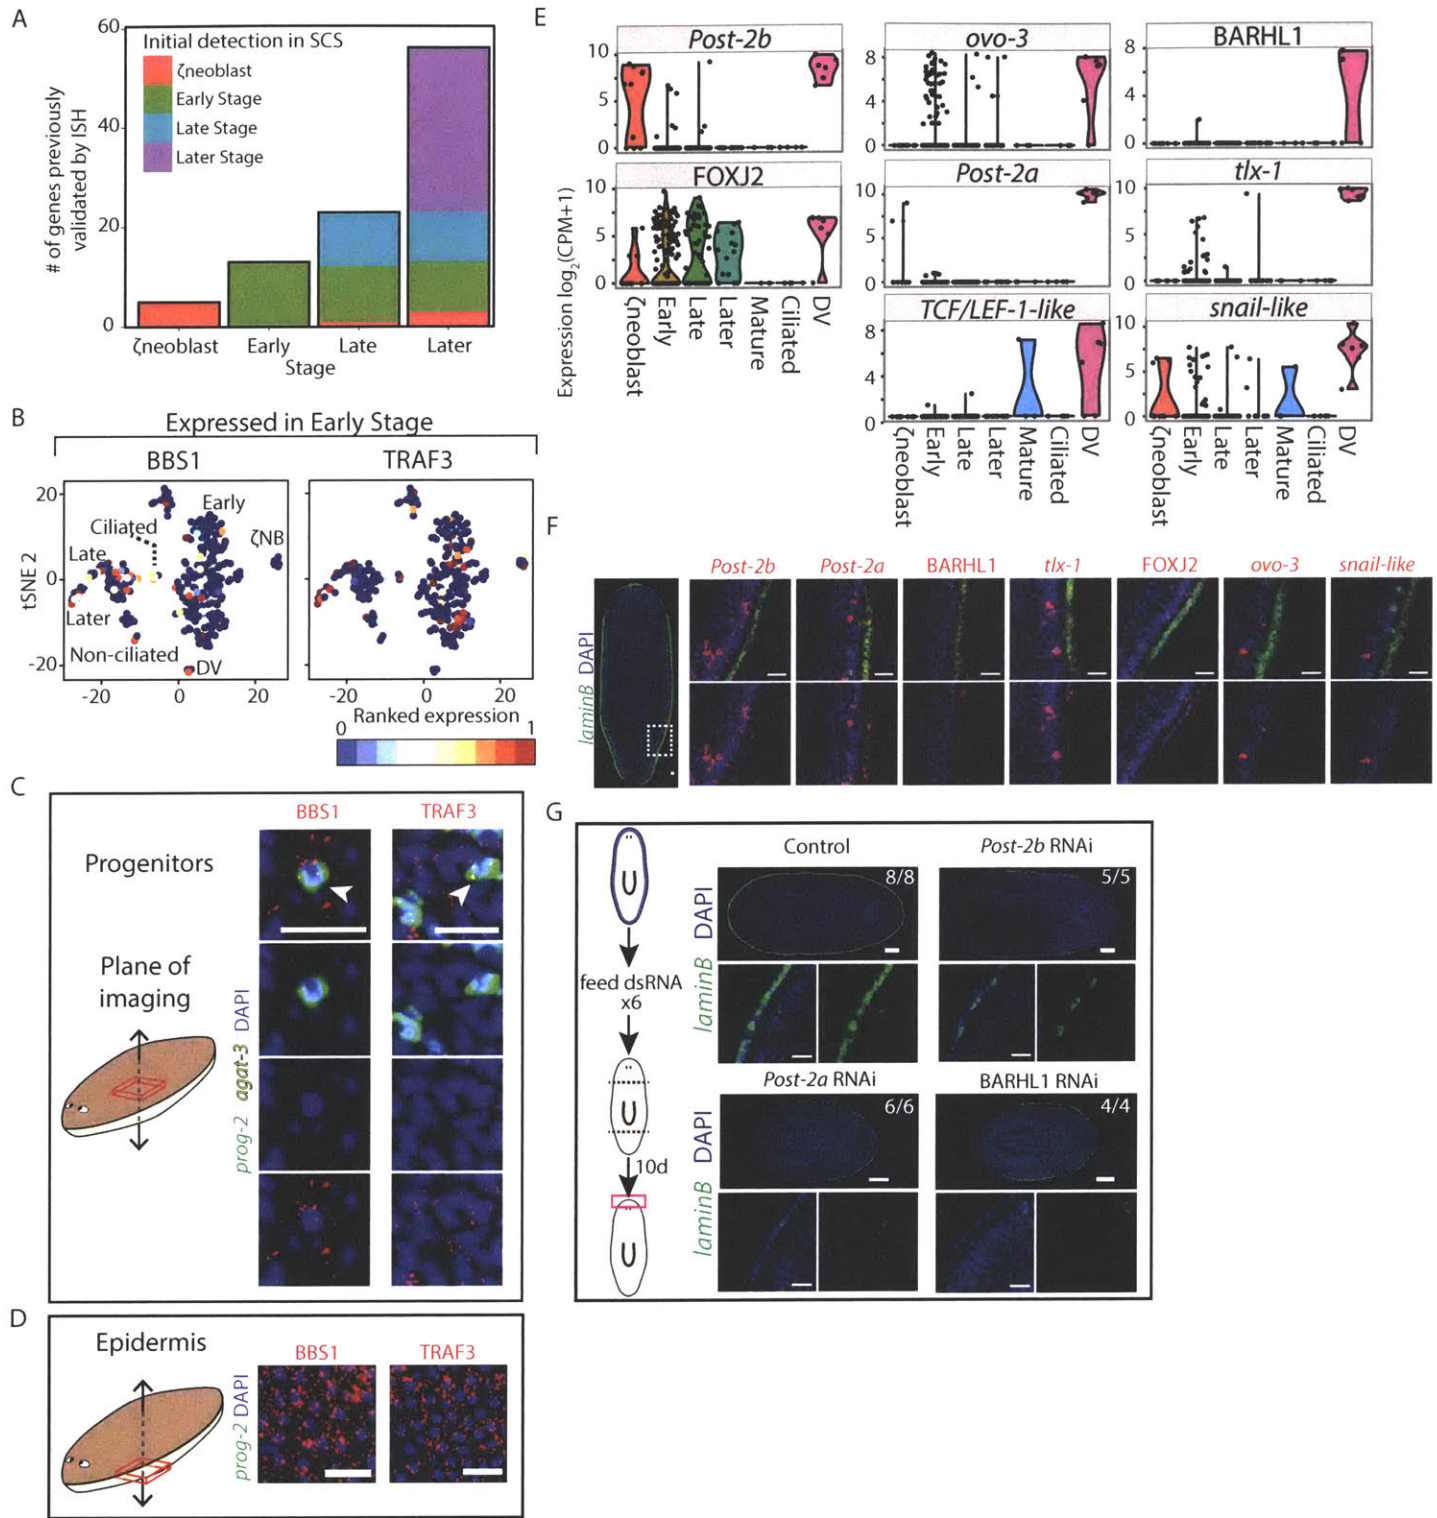 A
Initial detection in SCS
ζneoblast
Early Stage
Late Stage
Later Stage
# of genes previously
validated by ISH
60
40
20
0
ζneoblast
Early
Late
Later
Stage
B
Expressed in Early Stage
BBS1
TRAF3
tSNE 2
20
0
-20
Early
Ciliated
ζNB
Late
Later
Non-ciliated
DV
-20
0
20
-20
0
20
Ranked expression
0
1
C
BBS1
TRAF3
Progenitors
Plane of
imaging
prog-2 agat-3 DAPI
D
Epidermis
BBS1
TRAF3
prog-2 DAPI
E
Expression log2(CPM+1)
Post-2b
10
5
0
ovo-3
8
4
0
BARHL1
8
4
0
FOXJ2
10
5
0
Post-2a
10
5
0
tlx-1
10
5
0
ζneoblast
Early
Late
Later
Mature
Ciliated
DV
TCF/LEF-1-like
8
4
0
snail-like
10
5
0
ζneoblast
Early
Late
Later
Mature
Ciliated
DV
ζneoblast
Early
Late
Later
Mature
Ciliated
DV
F
Post-2b
Post-2a
BARHL1
tlx-1
FOXJ2
ovo-3
snail-like
laminB DAPI
G
feed dsRNA
x6
10d
Control
Post-2b RNAi
8/8
5/5
laminB DAPI
Post-2a RNAi
BARHL1 RNAi
6/6
4/4
laminB DAPI